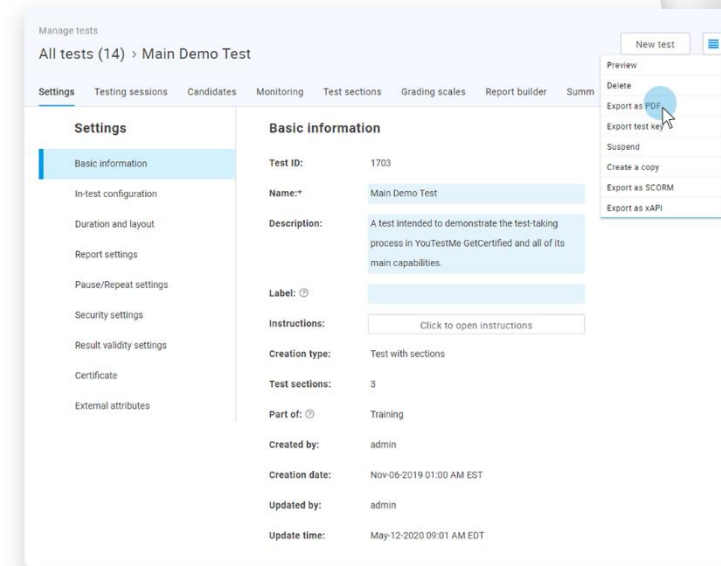 Manage tests
All tests (14) › Main Demo Test
New test
Preview
Delete
Export as PDF
Export test key
Suspend
Create a copy
Export as SCORM
Export as xAPI
Settings Testing sessions Candidates Monitoring Test sections Grading scales Report builder Summ
Settings
Basic information
In-test configuration
Duration and layout
Report settings
Pause/Repeat settings
Security settings
Result validity settings
Certificate
External attributes
Basic information
Test ID: 1703
Name:* Main Demo Test
Description: A test intended to demonstrate the test-taking
process in YouTestMe GetCertified and all of its
main capabilities.
Label: ?
Instructions: Click to open instructions
Creation type: Test with sections
Test sections: 3
Part of: ? Training
Created by: admin
Creation date: Nov-06-2019 01:00 AM EST
Updated by: admin
Update time: May-12-2020 09:01 AM EDT